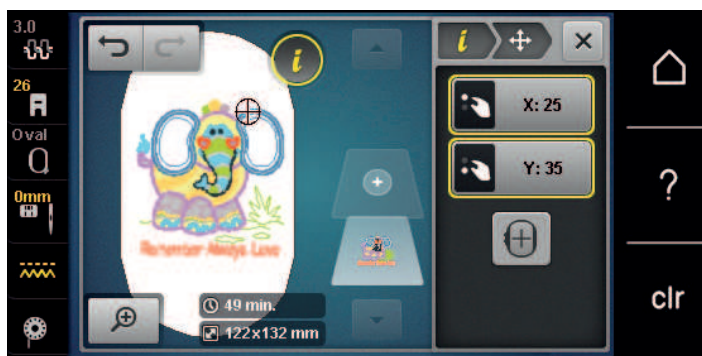 3.0
26
Oval
0mm
i
i
X: 25
Y: 35
Remember Always Love
49 min.
122x132 mm
?
clr